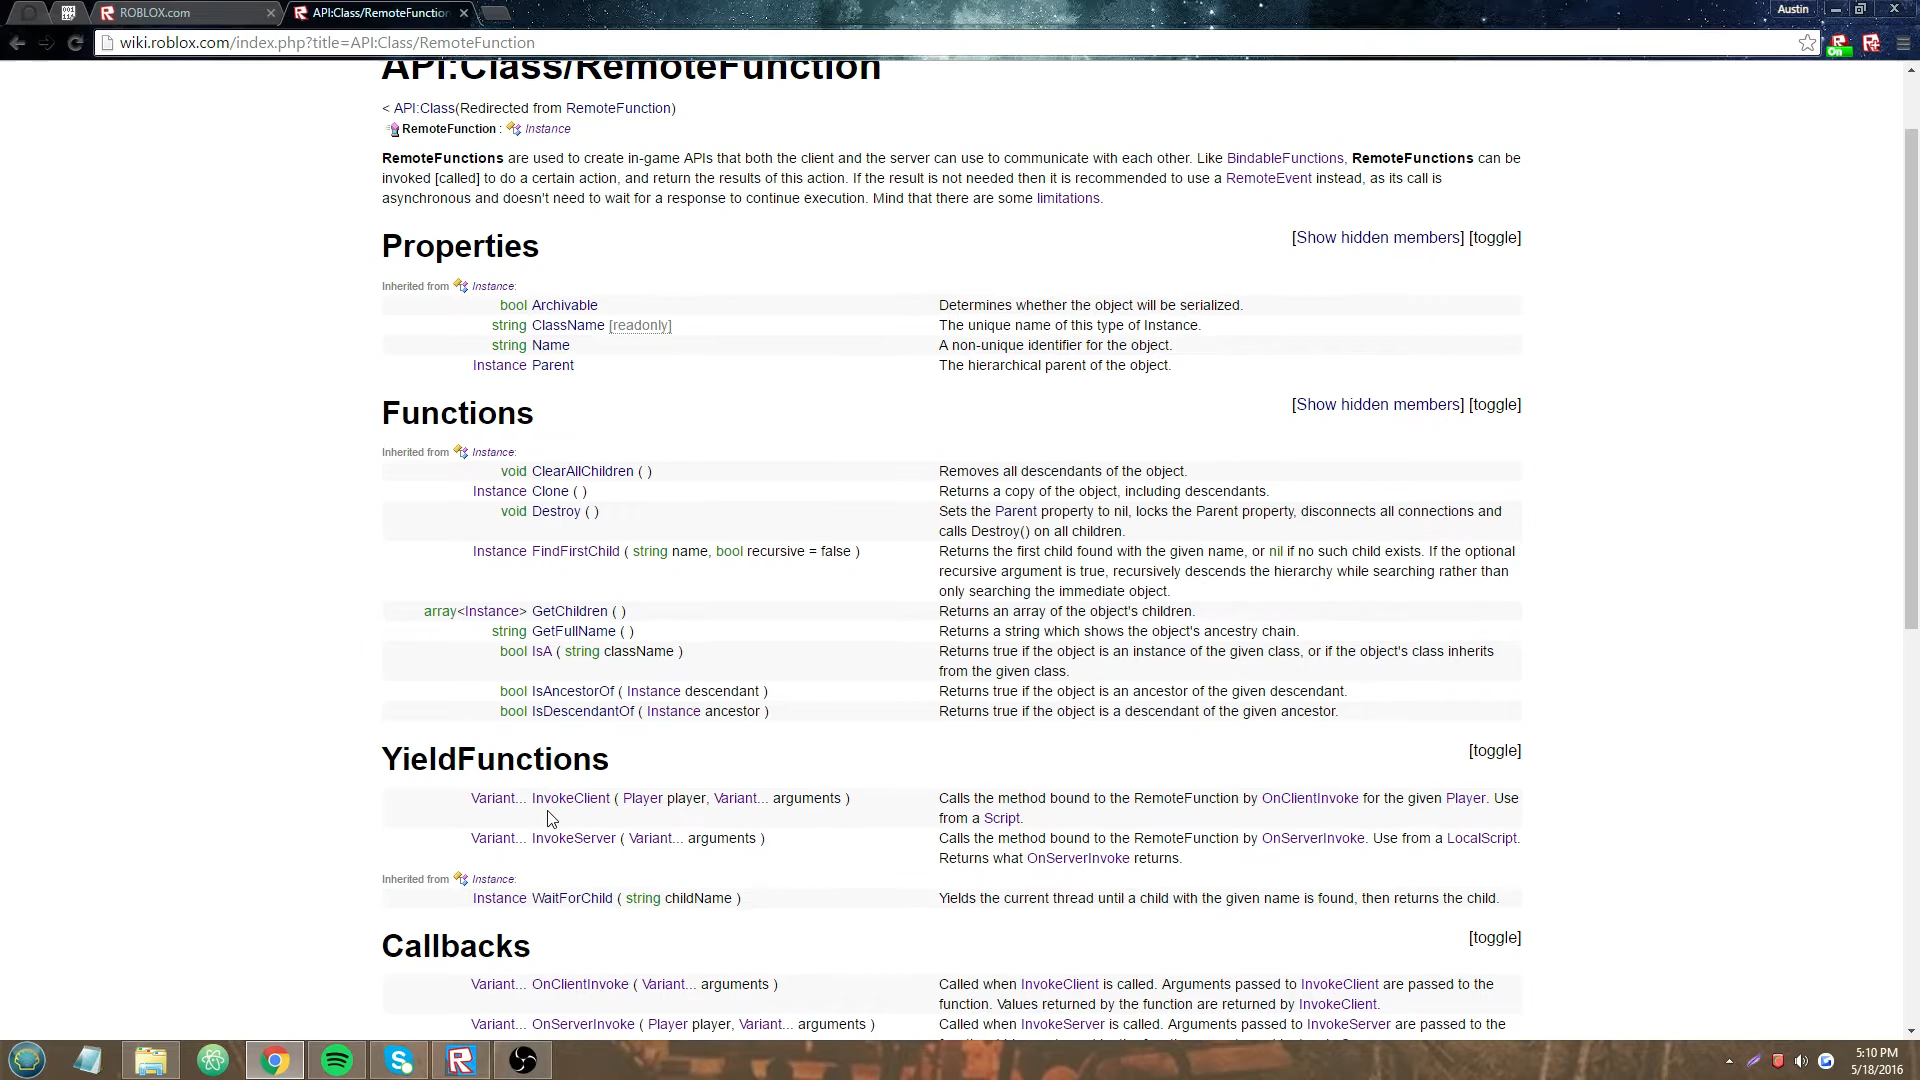 ROBLOX.com
API:Class/RemoteFunction
Austin
wiki.roblox.com/index.php?title=API:Class/RemoteFunction
On
API:Class/RemoteFunction
< API:Class(Redirected from RemoteFunction)
RemoteFunction : Instance
RemoteFunctions are used to create in-game APIs that both the client and the server can use to communicate with each other. Like BindableFunctions, RemoteFunctions can be
invoked [called] to do a certain action, and return the results of this action. If the result is not needed then it is recommended to use a RemoteEvent instead, as its call is
asynchronous and doesn't need to wait for a response to continue execution. Mind that there are some limitations.
Properties [Show hidden members] [toggle]
Inherited from Instance:
bool Archivable Determines whether the object will be serialized.
string ClassName [readonly] The unique name of this type of Instance.
string Name A non-unique identifier for the object.
Instance Parent The hierarchical parent of the object.
Functions [Show hidden members] [toggle]
Inherited from Instance:
void ClearAllChildren ( ) Removes all descendants of the object.
Instance Clone ( ) Returns a copy of the object, including descendants.
void Destroy ( ) Sets the Parent property to nil, locks the Parent property, disconnects all connections and
calls Destroy() on all children.
Instance FindFirstChild ( string name, bool recursive = false ) Returns the first child found with the given name, or nil if no such child exists. If the optional
recursive argument is true, recursively descends the hierarchy while searching rather than
only searching the immediate object.
array<Instance> GetChildren ( ) Returns an array of the object's children.
string GetFullName ( ) Returns a string which shows the object's ancestry chain.
bool IsA ( string className ) Returns true if the object is an instance of the given class, or if the object's class inherits
from the given class.
bool IsAncestorOf ( Instance descendant ) Returns true if the object is an ancestor of the given descendant.
bool IsDescendantOf ( Instance ancestor ) Returns true if the object is a descendant of the given ancestor.
YieldFunctions [toggle]
Variant... InvokeClient ( Player player, Variant... arguments ) Calls the method bound to the RemoteFunction by OnClientInvoke for the given Player. Use
from a Script.
Variant... InvokeServer ( Variant... arguments ) Calls the method bound to the RemoteFunction by OnServerInvoke. Use from a LocalScript.
Returns what OnServerInvoke returns.
Inherited from Instance:
Instance WaitForChild ( string childName ) Yields the current thread until a child with the given name is found, then returns the child.
Callbacks [toggle]
Variant... OnClientInvoke ( Variant... arguments ) Called when InvokeClient is called. Arguments passed to InvokeClient are passed to the
function. Values returned by the function are returned by InvokeClient.
Variant... OnServerInvoke ( Player player, Variant... arguments ) Called when InvokeServer is called. Arguments passed to InvokeServer are passed to the
5:10 PM
5/18/2016